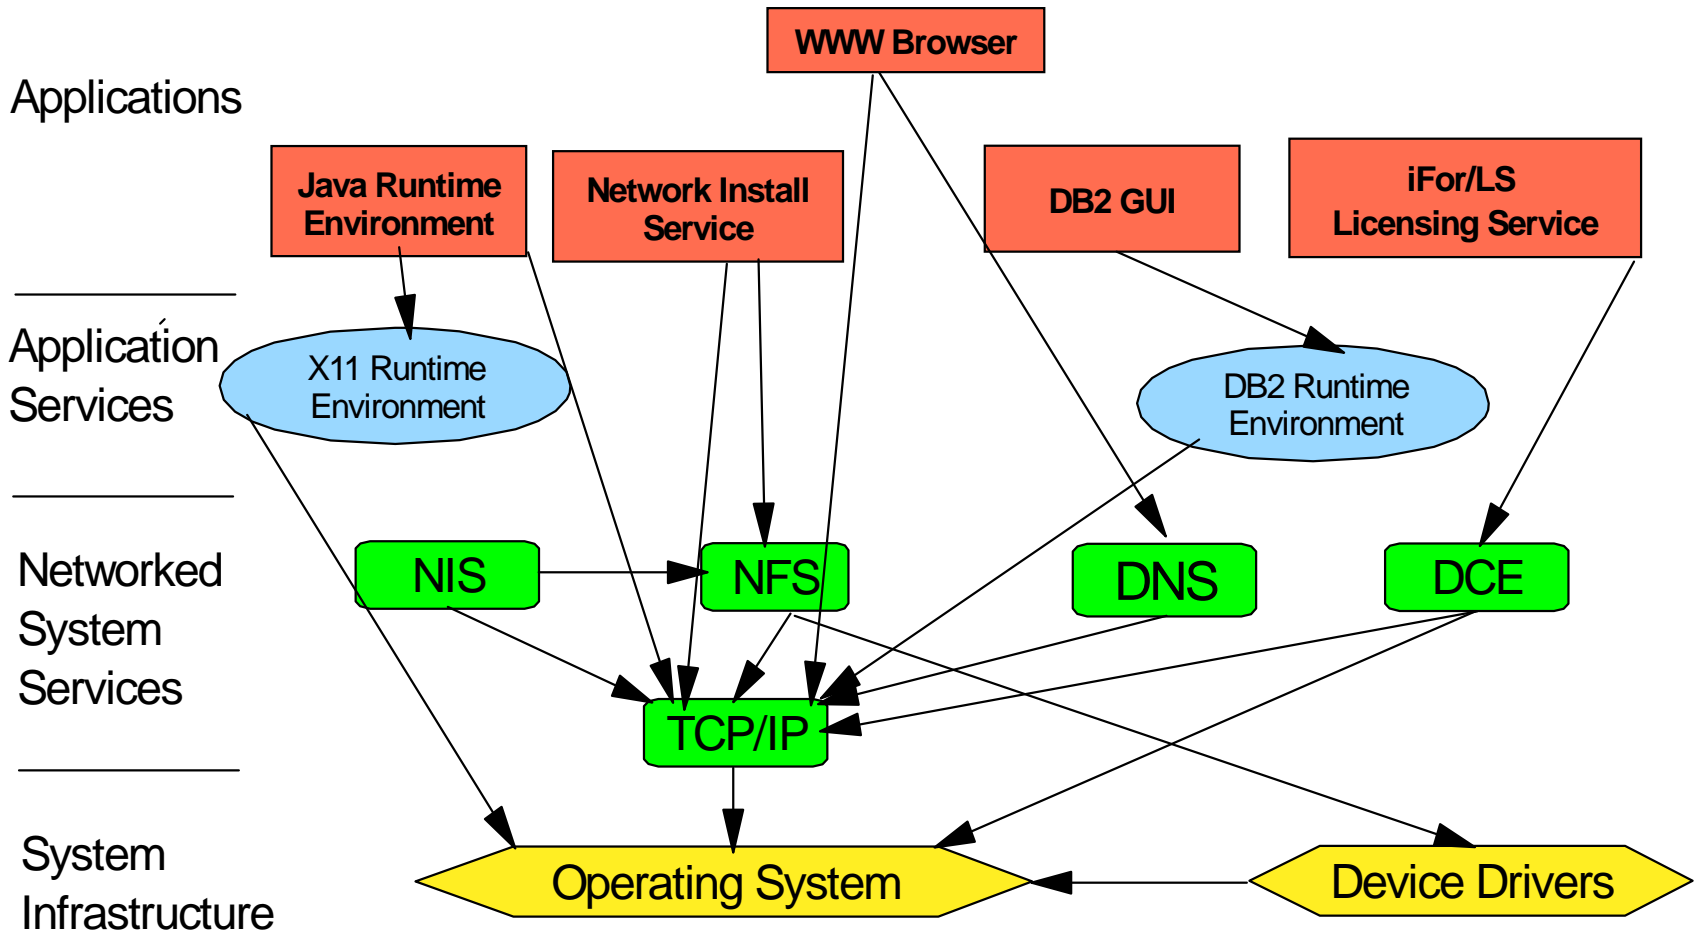 WWW Browser
Applications
Java Runtime
Environment
Network Install
Service
DB2 GUI
iFor/LS
Licensing Service
Application
Services
X11 Runtime
Environment
DB2 Runtime
Environment
Networked
System
Services
NIS
NFS
DNS
DCE
TCP/IP
System
Infrastructure
Operating System
Device Drivers